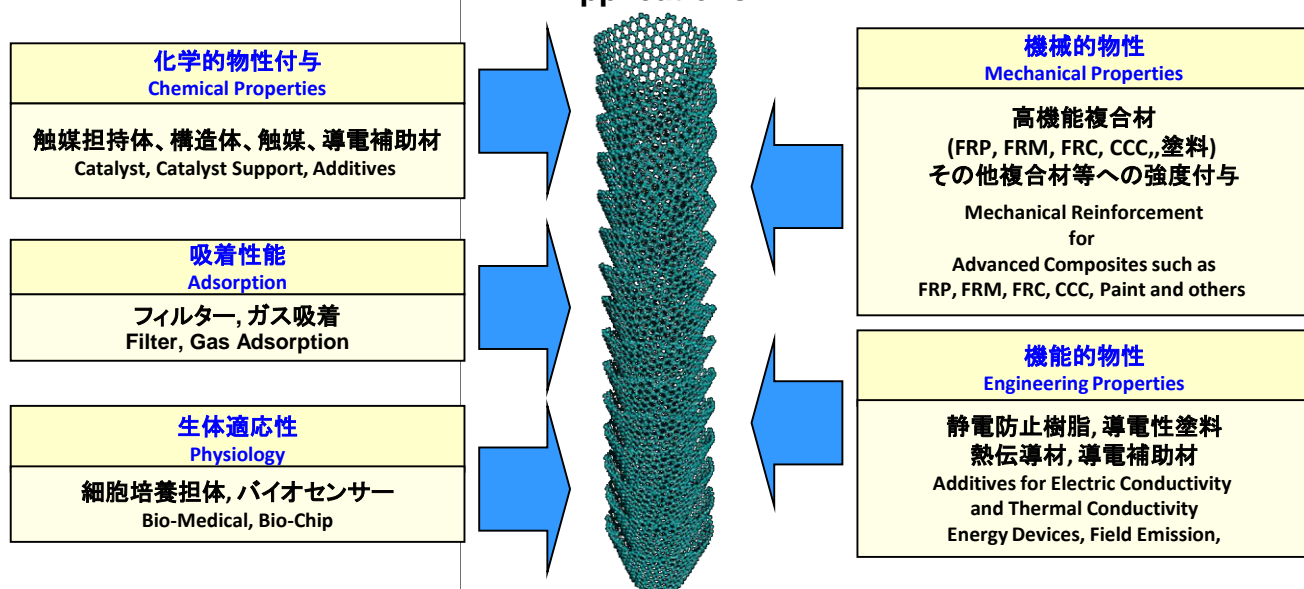 化学的物性付与
Chemical Properties
触媒担持体、構造体、触媒、導電補助材
Catalyst, Catalyst Support, Additives
吸着性能
Adsorption
フィルター, ガス吸着
Filter, Gas Adsorption
生体適応性
Physiology
細胞培養担体, バイオセンサー
Bio-Medical, Bio-Chip
機械的物性
Mechanical Properties
高機能複合材
(FRP, FRM, FRC, CCC,,塗料)
その他複合材等への強度付与
Mechanical Reinforcement
for
Advanced Composites such as
FRP, FRM, FRC, CCC, Paint and others
機能的物性
Engineering Properties
静電防止樹脂, 導電性塗料
熱伝導材, 導電補助材
Additives for Electric Conductivity
and Thermal Conductivity
Energy Devices, Field Emission,